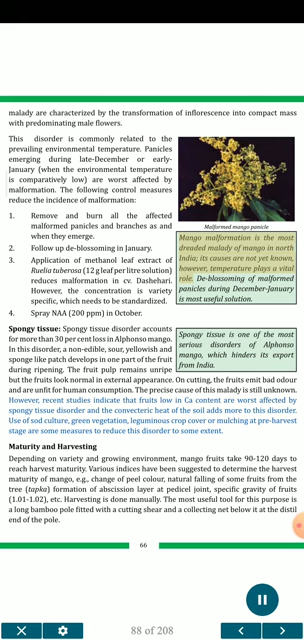 malady are characterized by the transformation of inflorescence into compact mass
with predominating male flowers.
This disorder is commonly related to the
prevailing environmental temperature. Panicles
emerging during late-December or early-
January (when the environmental temperature
is comparatively low) are worst affected by
malformation. The following control measures
reduce the incidence of malformation:
1. Remove and burn all the affected
malformed panicles and branches as and
when they emerge.
2. Follow up de-blossoming in January.
3. Application of methanol leaf extract of
Ruelia tuberosa (12 g leaf per litre solution)
reduces malformation in cv. Dashehari.
However, the concentration is variety
specific, which needs to be standardized.
4. Spray NAA (200 ppm) in October.
Malformed mango panicle
Mango malformation is the most
dreaded malady of mango in north
India; its causes are not yet known,
however, temperature plays a vital
role. De-blossoming of malformed
panicles during December-January
is most useful solution.
Spongy tissue: Spongy tissue disorder accounts
for more than 30 per cent loss in Alphonso mango.
In this disorder, a non-edible, sour, yellowish and
sponge like patch develops in one part of the fruit
during ripening. The fruit pulp remains unripe
but the fruits look normal in external appearance. On cutting, the fruits emit bad odour
and are unfit for human consumption. The precise cause of this malady is still unknown.
However, recent studies indicate that fruits low in Ca content are worst affected by
spongy tissue disorder and the convecteric heat of the soil adds more to this disorder.
Use of sod culture, green vegetation, leguminous crop cover or mulching at pre-harvest
stage are some measures to reduce this disorder to some extent.
Spongy tissue is one of the most
serious disorders of Alphonso
mango, which hinders its export
from India.
Maturity and Harvesting
Depending on variety and growing environment, mango fruits take 90-120 days to
reach harvest maturity. Various indices have been suggested to determine the harvest
maturity of mango, e.g., change of peel colour, natural falling of some fruits from the
tree (tapka) formation of abscission layer at pedicel joint, specific gravity of fruits
(1.01-1.02), etc. Harvesting is done manually. The most useful tool for this purpose is
a long bamboo pole fitted with a cutting shear and a collecting net below it at the distil
end of the pole.
66
88 of 208